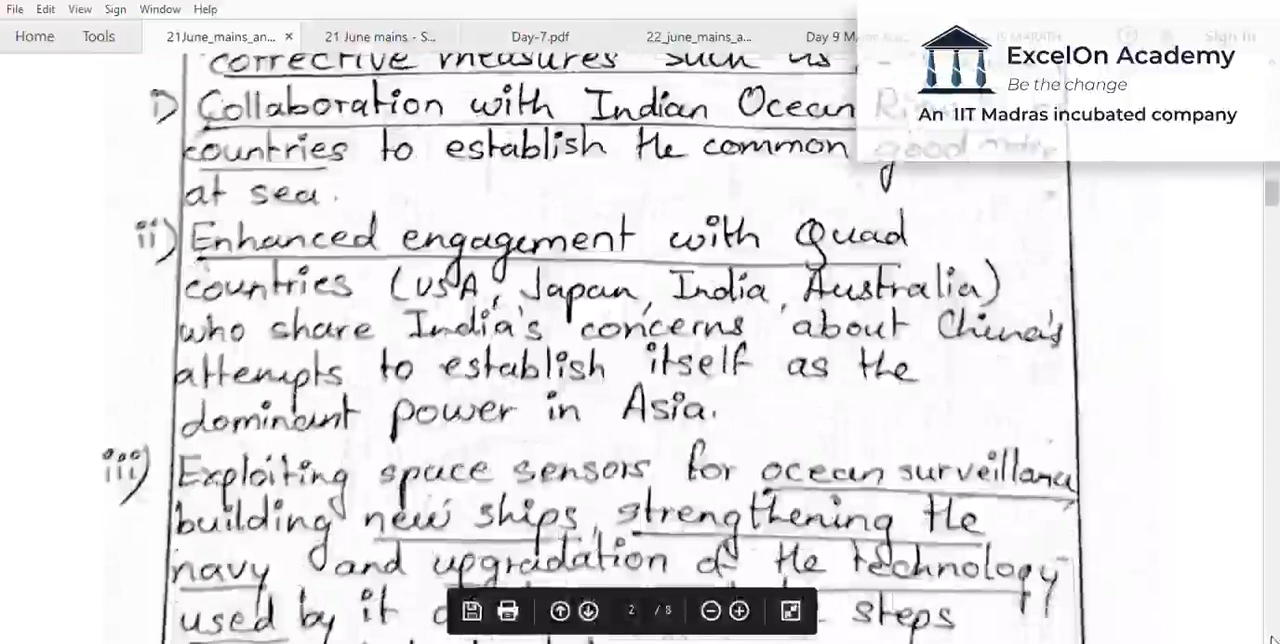 File Edit View Sign Window Help
Home Tools 21June_mains_an... × 21 June mains - S... Day-7.pdf 22_june_mains_a... Day 9 M
ExcelOn Academy
Be the change
An IIT Madras incubated company
corrective measures such as
i) Collaboration with Indian Ocean Rim
countries to establish the common good
at sea.
ii) Enhanced engagement with Quad
countries (USA, Japan, India, Australia)
who share India's concerns about China's
attempts to establish itself as the
dominant power in Asia.
iii) Exploiting space sensors for ocean surveillance
building new ships, strengthening the
navy and upgradation of the technology
used by it
steps
2 / 8